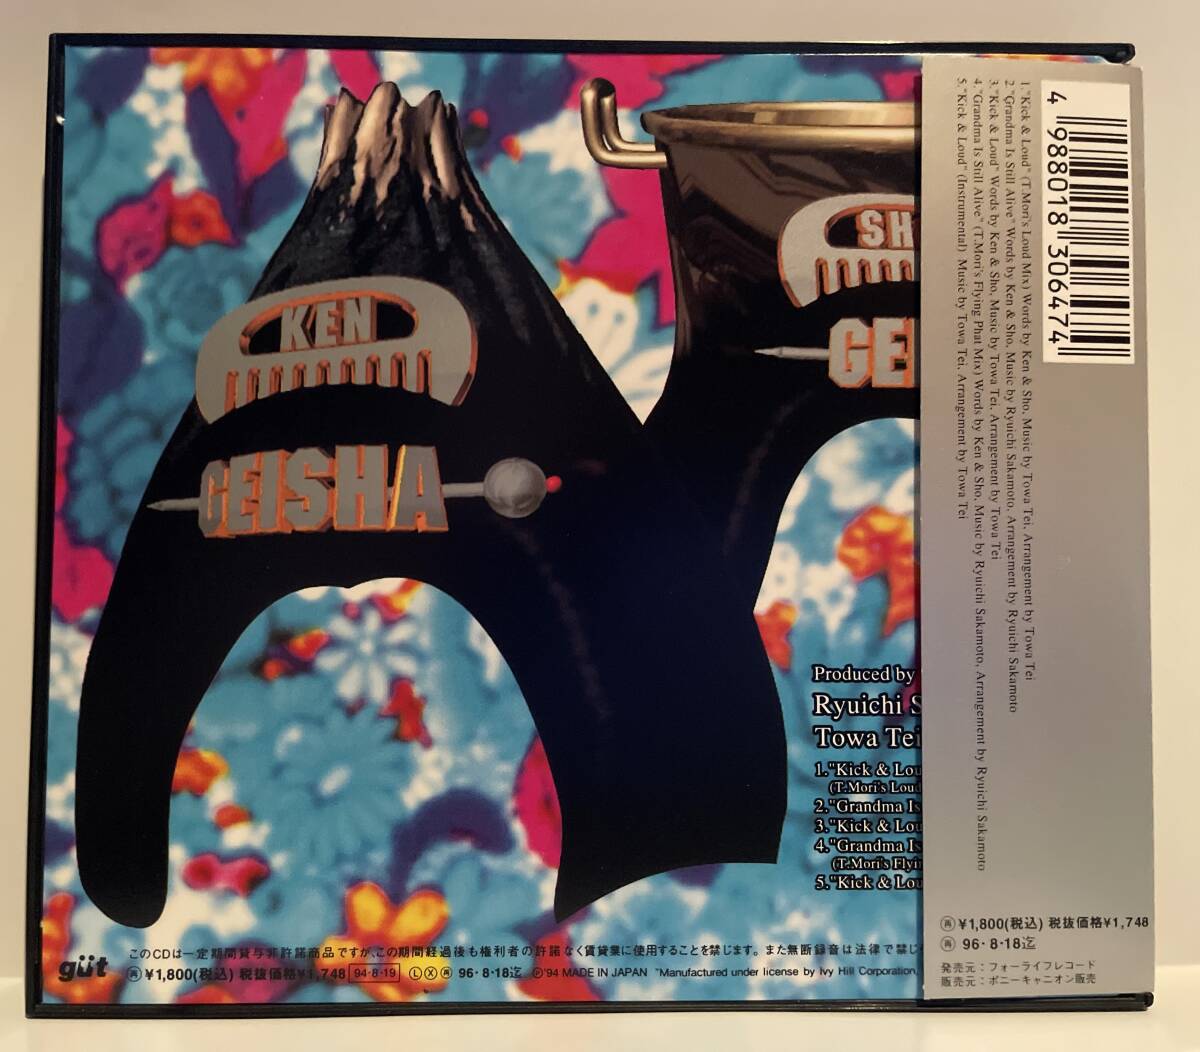 KEN
GEISHA
SH
GE
Produced by
Ryuichi S
Towa Tei
1."Kick & Lou
(T.Mori's Loud
2."Grandma Is
3."Kick & Lou
4."Grandma Is
(T.Mori's Flyin
5."Kick & Lou
このCDは一定期間貸与非許諾商品ですが、この期間経過後も権利者の許諾なく賃貸業に使用することを禁じます。また無断録音は法律で禁じ
güt
再 ¥1,800(税込) 税抜価格¥1,748 94·8·19 L X 再 96·8·18迄 ℗'94 MADE IN JAPAN "Manufactured under license by Ivy Hill Corporation,
4 988018 306474
1."Kick & Loud" (T.Mori's Loud Mix) Words by Ken & Sho, Music by Towa Tei, Arrangement by Towa Tei
2."Grandma Is Still Alive" Words by Ken & Sho, Music by Ryuichi Sakamoto, Arrangement by Ryuichi Sakamoto
3."Kick & Loud" Words by Ken & Sho, Music by Towa Tei, Arrangement by Towa Tei
4."Grandma Is Still Alive" (T.Mori's Flying Phat Mix) Words by Ken & Sho, Music by Ryuichi Sakamoto, Arrangement by Ryuichi Sakamoto
5."Kick & Loud" (Instrumental) Music by Towa Tei, Arrangement by Towa Tei
再 ¥1,800(税込) 税抜価格¥1,748
再 96·8·18迄
発売元：フォーライフレコード
販売元：ポニーキャニオン販売